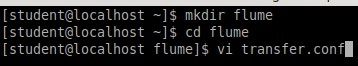 [student@localhost ~]$ mkdir flume
[student@localhost ~]$ cd flume
[student@localhost flume]$ vi transfer.conf